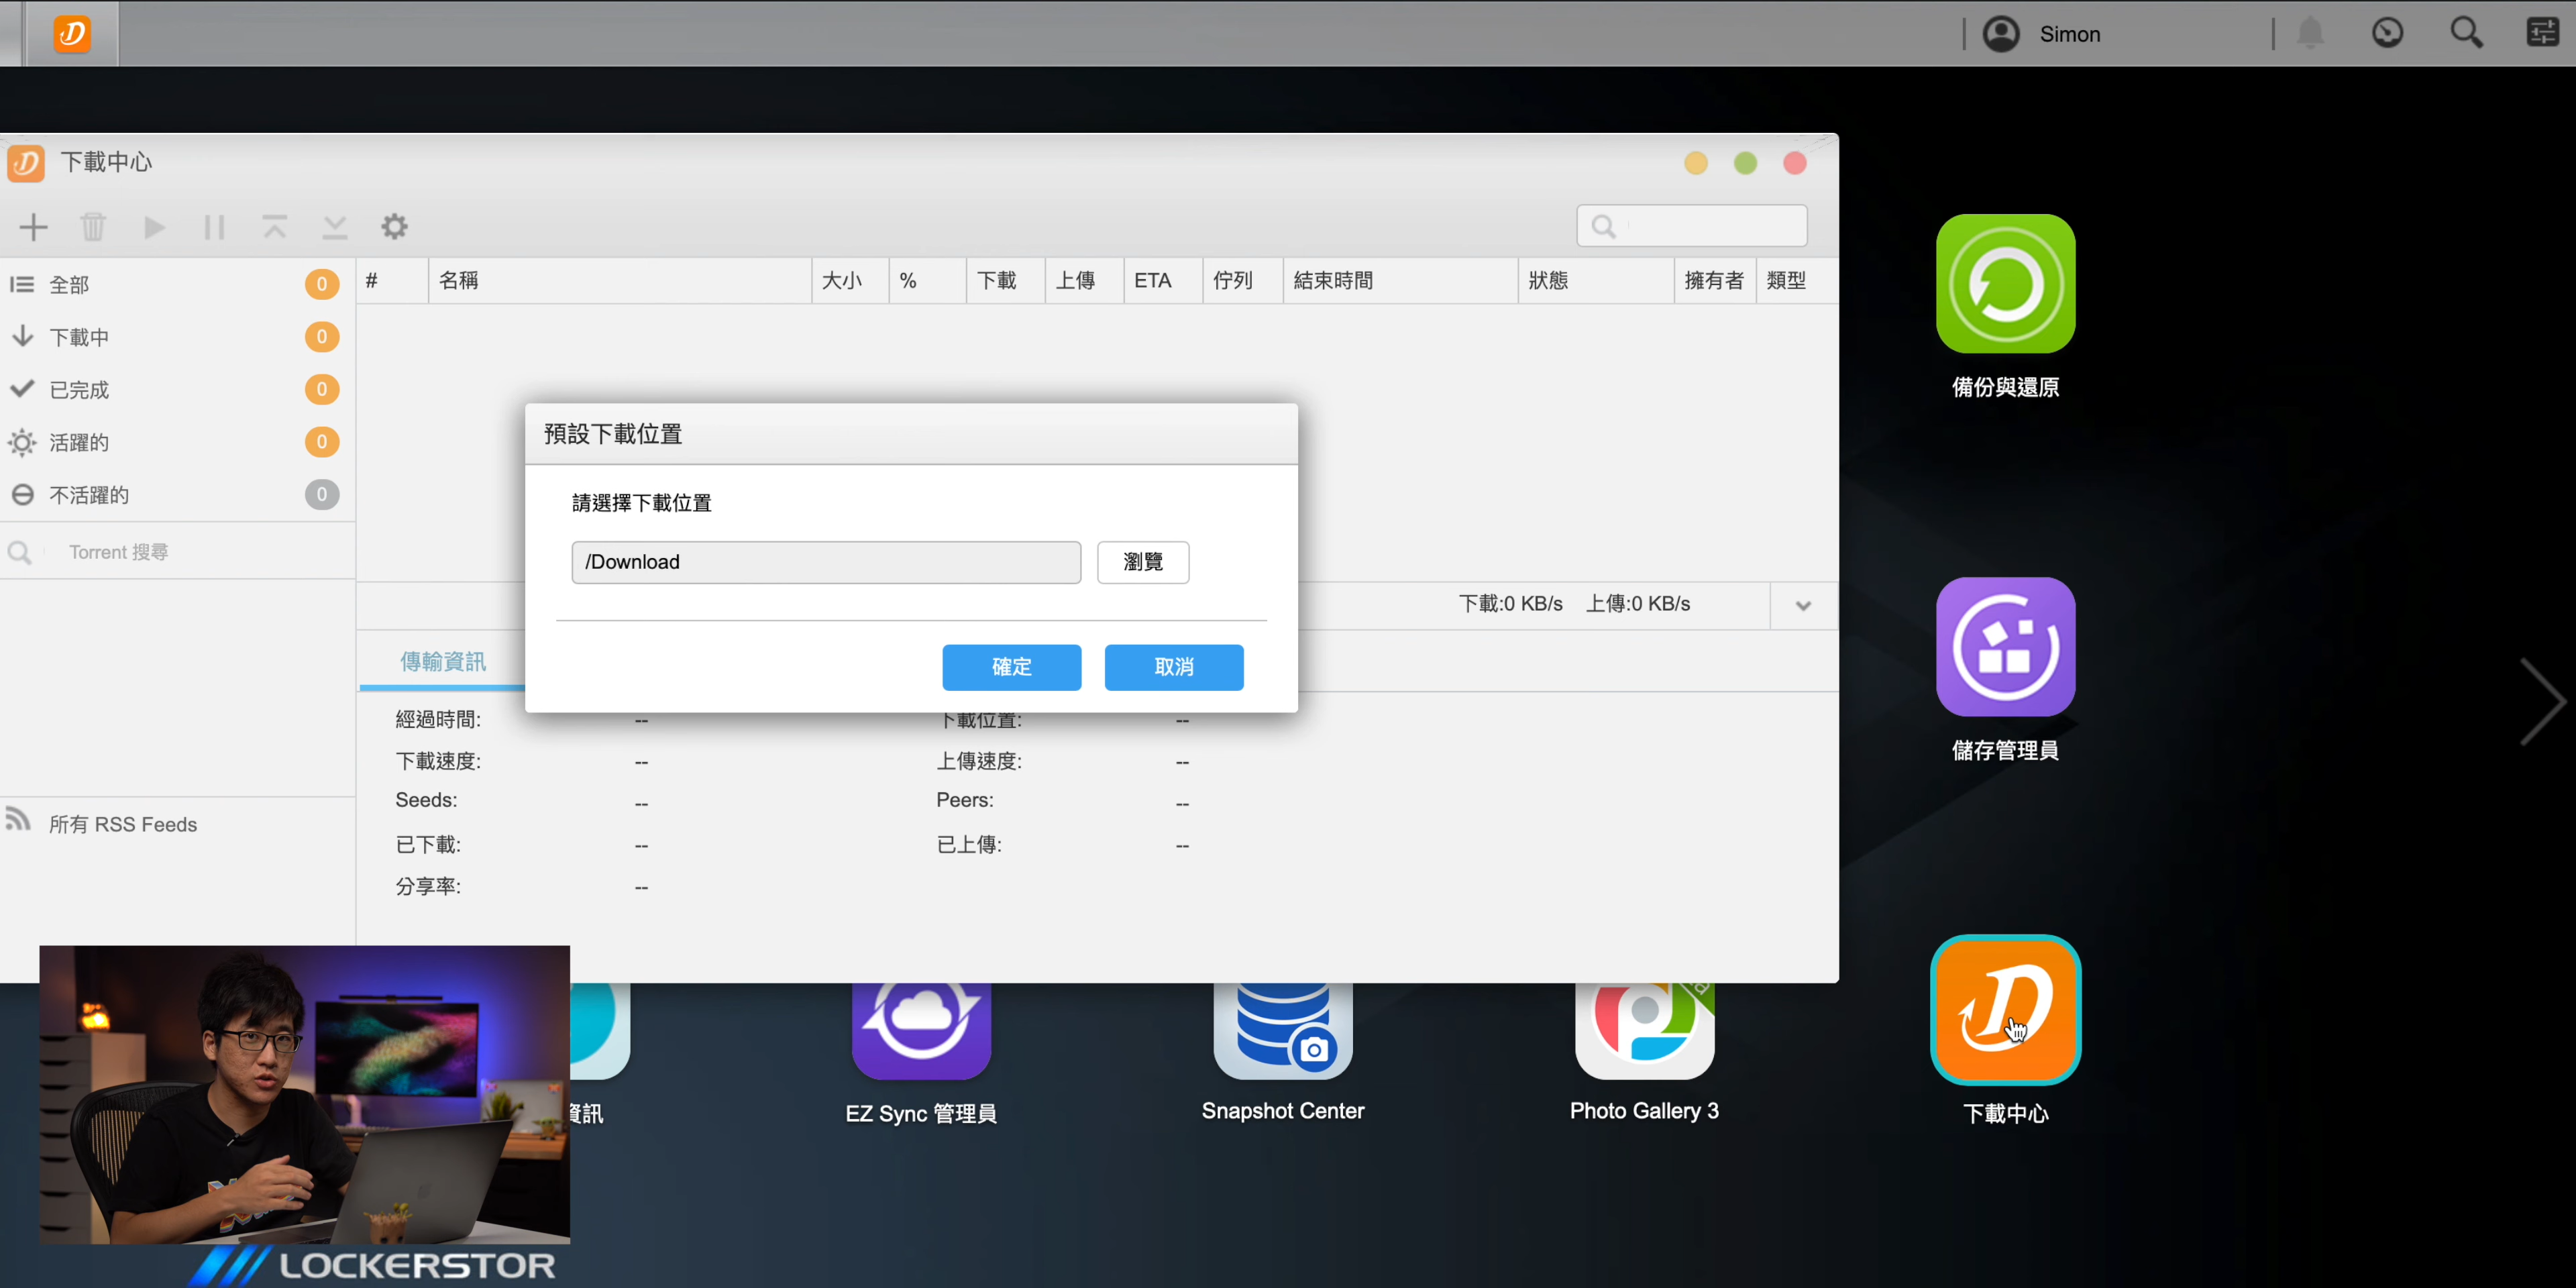 Simon
下載中心
全部 0
下載中 0
已完成 0
活躍的 0
不活躍的 0
Torrent 搜尋
所有 RSS Feeds
# 名稱 大小 % 下載 上傳 ETA 佇列 結束時間 狀態 擁有者 類型
預設下載位置
請選擇下載位置
/Download 瀏覽
確定 取消
下載:0 KB/s 上傳:0 KB/s
傳輸資訊
經過時間: -- 下載位置: --
下載速度: -- 上傳速度: --
Seeds: -- Peers: --
已下載: -- 已上傳: --
分享率: --
備份與還原
儲存管理員
資訊
EZ Sync 管理員
Snapshot Center
Photo Gallery 3
下載中心
LOCKERSTOR